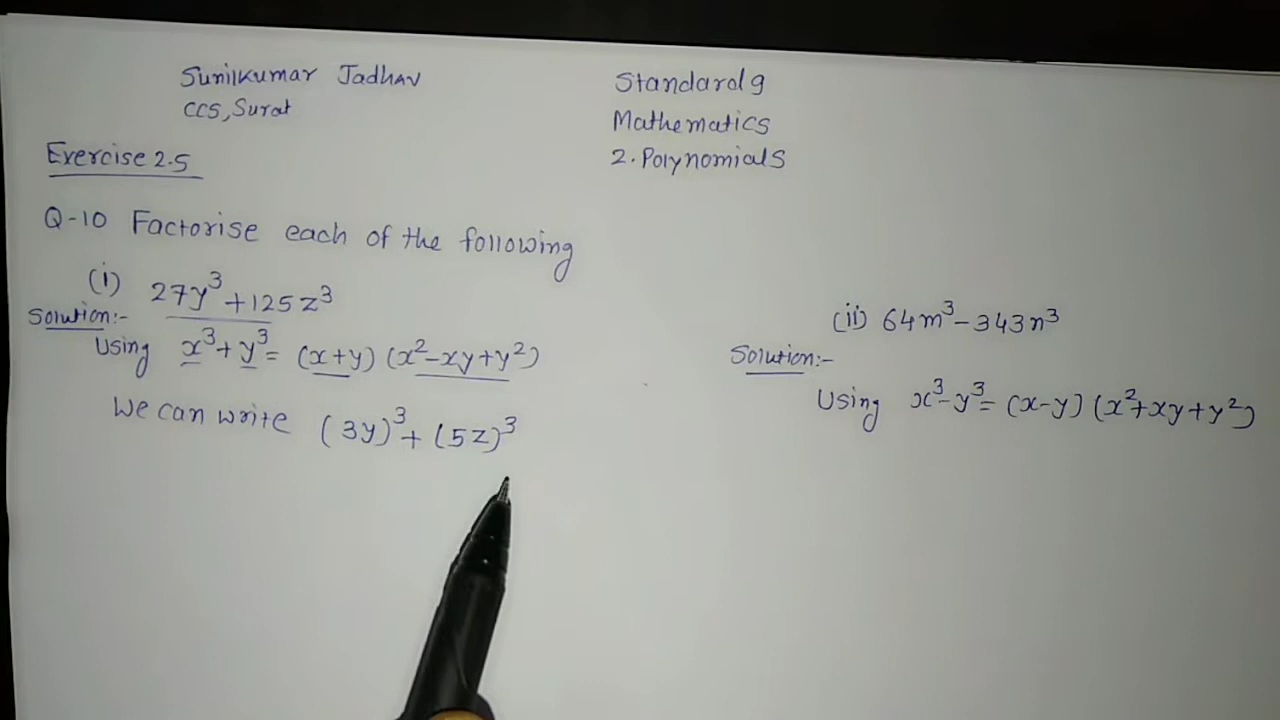 Sunilkumar Jadhav
CCS, Surat
Standard 9
Mathematics
2. Polynomials
Exercise 2.5
Q-10 Factorise each of the following
(i) 27y³+125z³
Solution:-
Using x³+y³= (x+y) (x²-xy+y²)
We can write (3y)³+ (5z)³
(ii) 64m³-343n³
Solution:-
Using x³-y³= (x-y) (x²+xy+y²)